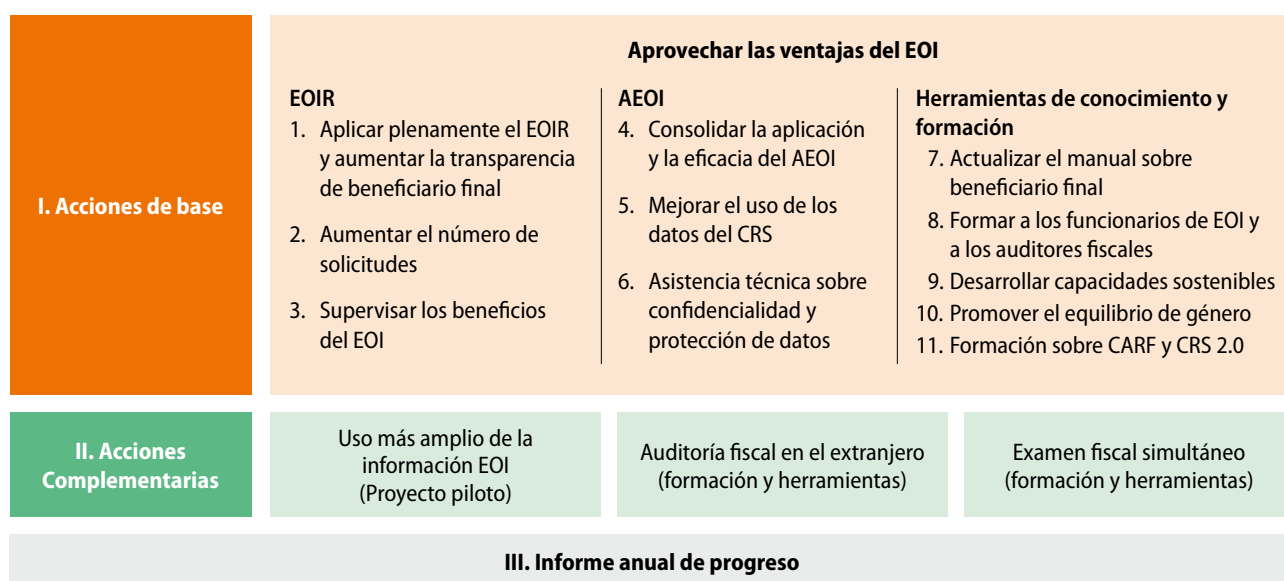 I. Acciones de base
Aprovechar las ventajas del EOI
EOIR
1. Aplicar plenamente el EOIR
y aumentar la transparencia
de beneficiario final
2. Aumentar el número de
solicitudes
3. Supervisar los beneficios
del EOI
AEOI
4. Consolidar la aplicación
y la eficacia del AEOI
5. Mejorar el uso de los
datos del CRS
6. Asistencia técnica sobre
confidencialidad y
protección de datos
Herramientas de conocimiento y
formación
7. Actualizar el manual sobre
beneficiario final
8. Formar a los funcionarios de EOI y
a los auditores fiscales
9. Desarrollar capacidades sostenibles
10. Promover el equilibrio de género
11. Formación sobre CARF y CRS 2.0
II. Acciones
Complementarias
Uso más amplio de la
información EOI
(Proyecto piloto)
Auditoría fiscal en el extranjero
(formación y herramientas)
Examen fiscal simultáneo
(formación y herramientas)
III. Informe anual de progreso